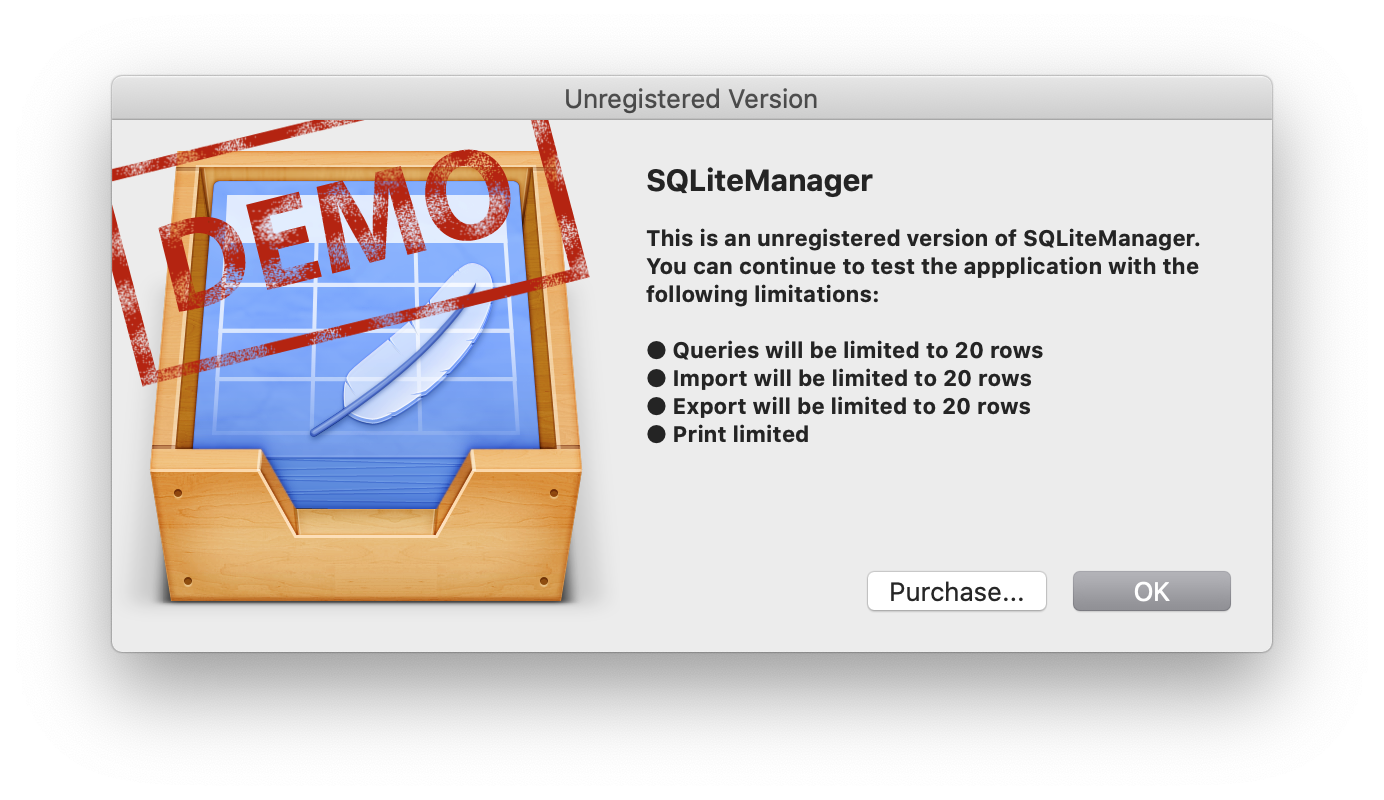 Unregistered Version
DEMO
SQLiteManager
This is an unregistered version of SQLiteManager.
You can continue to test the appplication with the
following limitations:
● Queries will be limited to 20 rows
● Import will be limited to 20 rows
● Export will be limited to 20 rows
● Print limited
Purchase...
OK